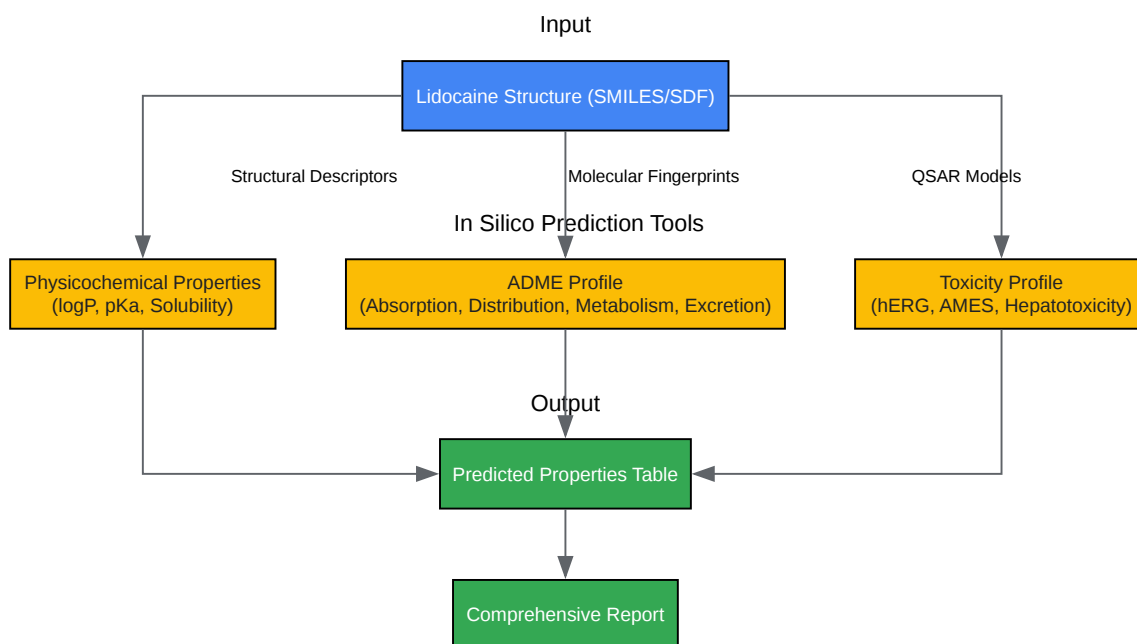 Input
Lidocaine Structure (SMILES/SDF)
Structural Descriptors
Molecular Fingerprints
QSAR Models
In Silico Prediction Tools
Physicochemical Properties
(logP, pKa, Solubility)
ADME Profile
(Absorption, Distribution, Metabolism, Excretion)
Toxicity Profile
(hERG, AMES, Hepatotoxicity)
Output
Predicted Properties Table
Comprehensive Report